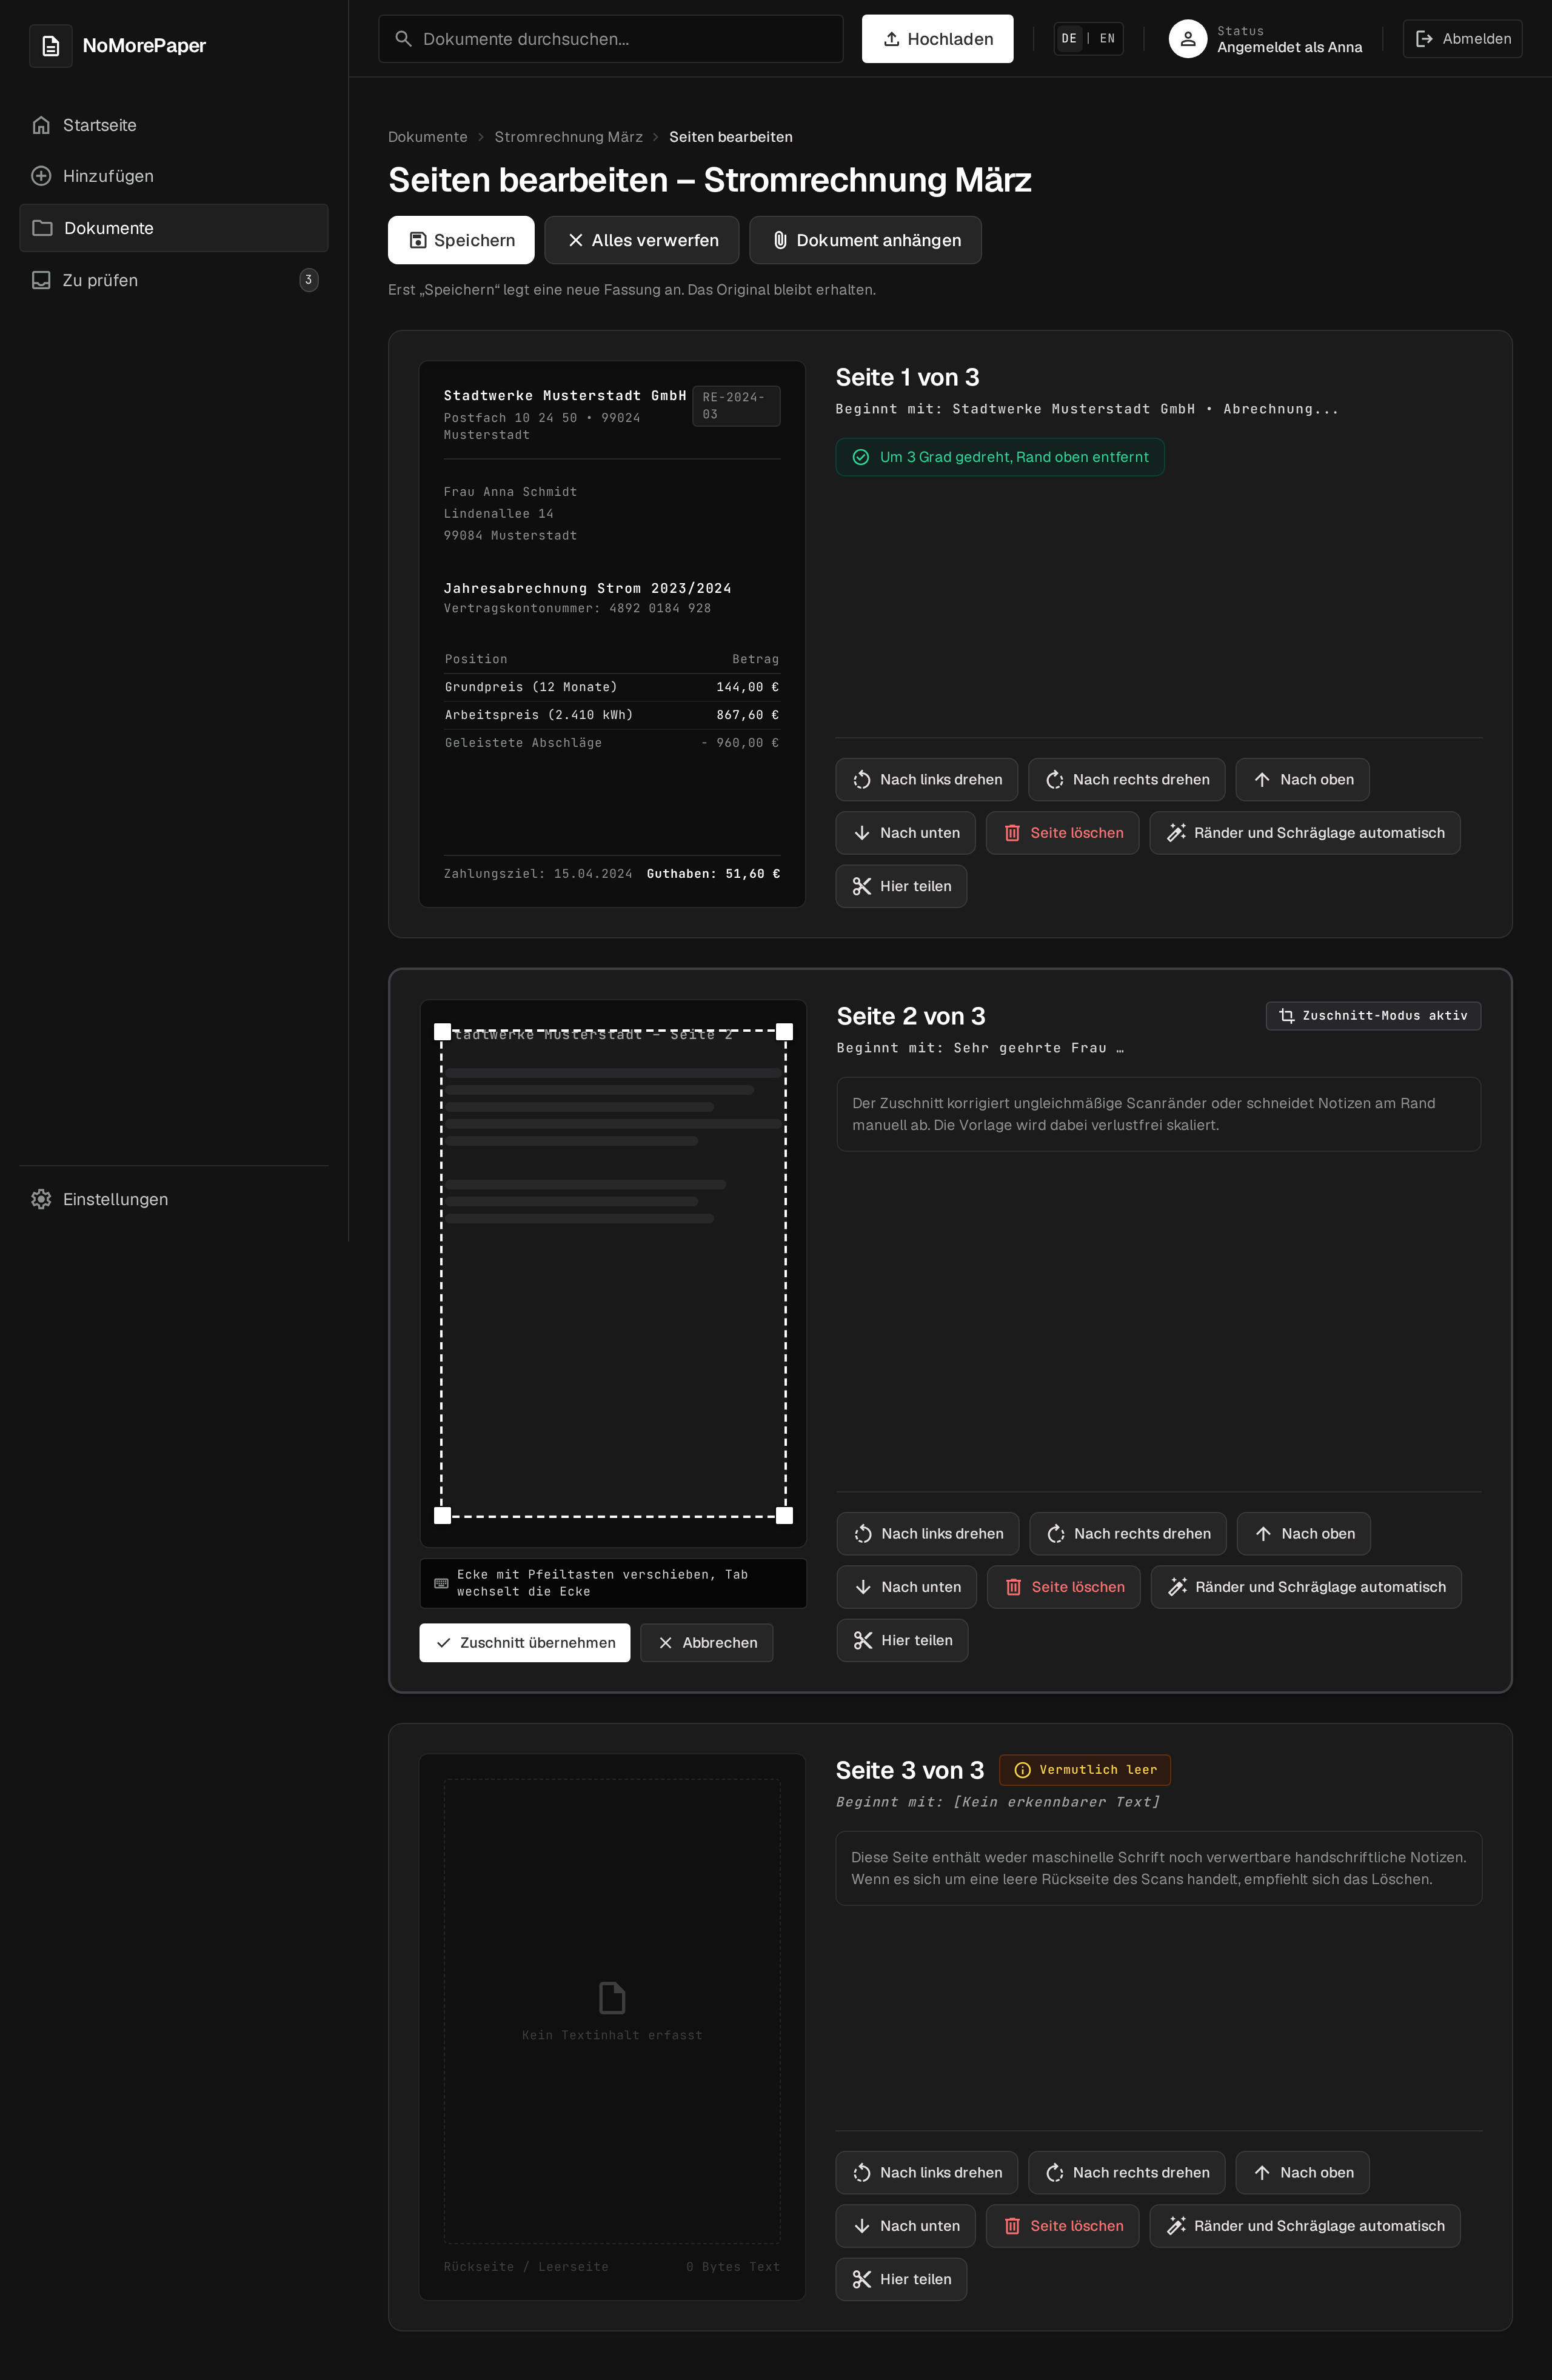 NoMorePaper
Dokumente durchsuchen...
Hochladen
DE | EN
Status
Angemeldet als Anna
Abmelden
Startseite
Hinzufügen
Dokumente
Zu prüfen
3
Einstellungen
Dokumente > Stromrechnung März > Seiten bearbeiten
Seiten bearbeiten – Stromrechnung März
Speichern
Alles verwerfen
Dokument anhängen
Erst „Speichern“ legt eine neue Fassung an. Das Original bleibt erhalten.
Stadtwerke Musterstadt GmbH
RE-2024-
03
Postfach 10 24 50 • 99024
Musterstadt
Frau Anna Schmidt
Lindenallee 14
99084 Musterstadt
Jahresabrechnung Strom 2023/2024
Vertragskontonummer: 4892 0184 928
Position Betrag
Grundpreis (12 Monate) 144,00 €
Arbeitspreis (2.410 kWh) 867,60 €
Geleistete Abschläge - 960,00 €
Zahlungsziel: 15.04.2024 Guthaben: 51,60 €
Seite 1 von 3
Beginnt mit: Stadtwerke Musterstadt GmbH • Abrechnung...
Um 3 Grad gedreht, Rand oben entfernt
Nach links drehen
Nach rechts drehen
Nach oben
Nach unten
Seite löschen
Ränder und Schräglage automatisch
Hier teilen
tadtwerke Musterstadt – Seite 2
Ecke mit Pfeiltasten verschieben, Tab
wechselt die Ecke
Zuschnitt übernehmen
Abbrechen
Seite 2 von 3
Zuschnitt-Modus aktiv
Beginnt mit: Sehr geehrte Frau …
Der Zuschnitt korrigiert ungleichmäßige Scanränder oder schneidet Notizen am Rand
manuell ab. Die Vorlage wird dabei verlustfrei skaliert.
Nach links drehen
Nach rechts drehen
Nach oben
Nach unten
Seite löschen
Ränder und Schräglage automatisch
Hier teilen
Kein Textinhalt erfasst
Rückseite / Leerseite 0 Bytes Text
Seite 3 von 3
Vermutlich leer
Beginnt mit: [Kein erkennbarer Text]
Diese Seite enthält weder maschinelle Schrift noch verwertbare handschriftliche Notizen.
Wenn es sich um eine leere Rückseite des Scans handelt, empfiehlt sich das Löschen.
Nach links drehen
Nach rechts drehen
Nach oben
Nach unten
Seite löschen
Ränder und Schräglage automatisch
Hier teilen